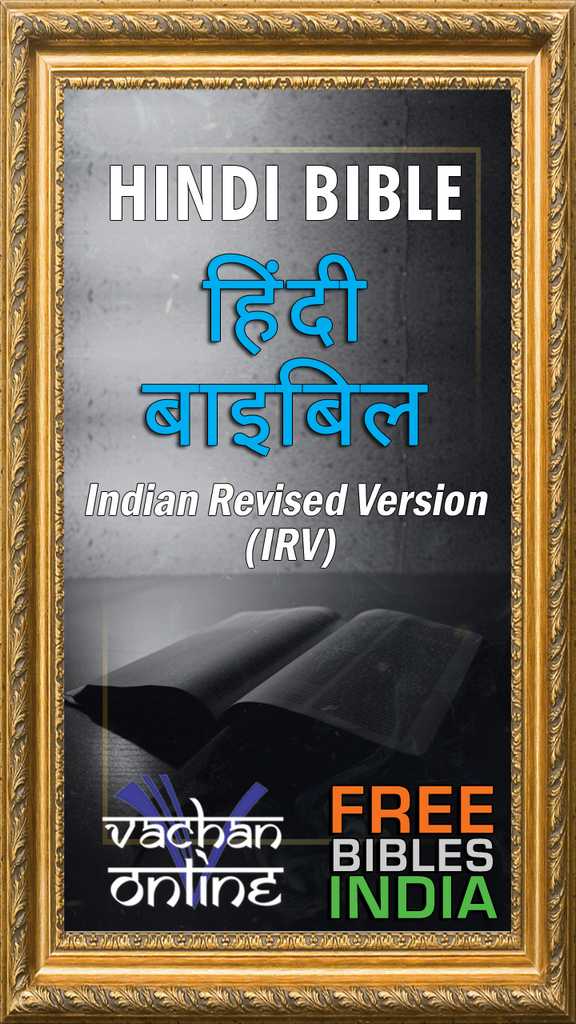 HINDI BIBLE
हिंदी
बाइबिल
Indian Revised Version
(IRV)
vachan
online
FREE
BIBLES
INDIA